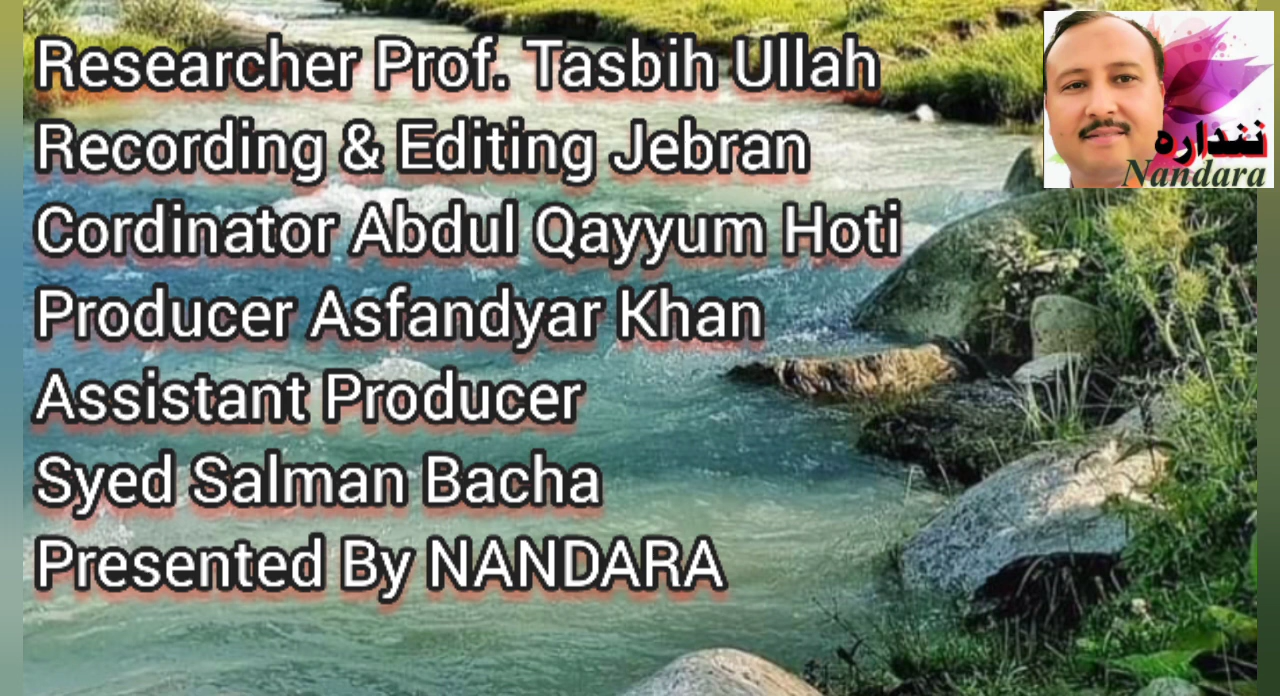 Researcher Prof. Tasbih Ullah
Recording & Editing Jebran
Cordinator Abdul Qayyum Hoti
Producer Asfandyar Khan
Assistant Producer
Syed Salman Bacha
Presented By NANDARA
ننداره
Nandara